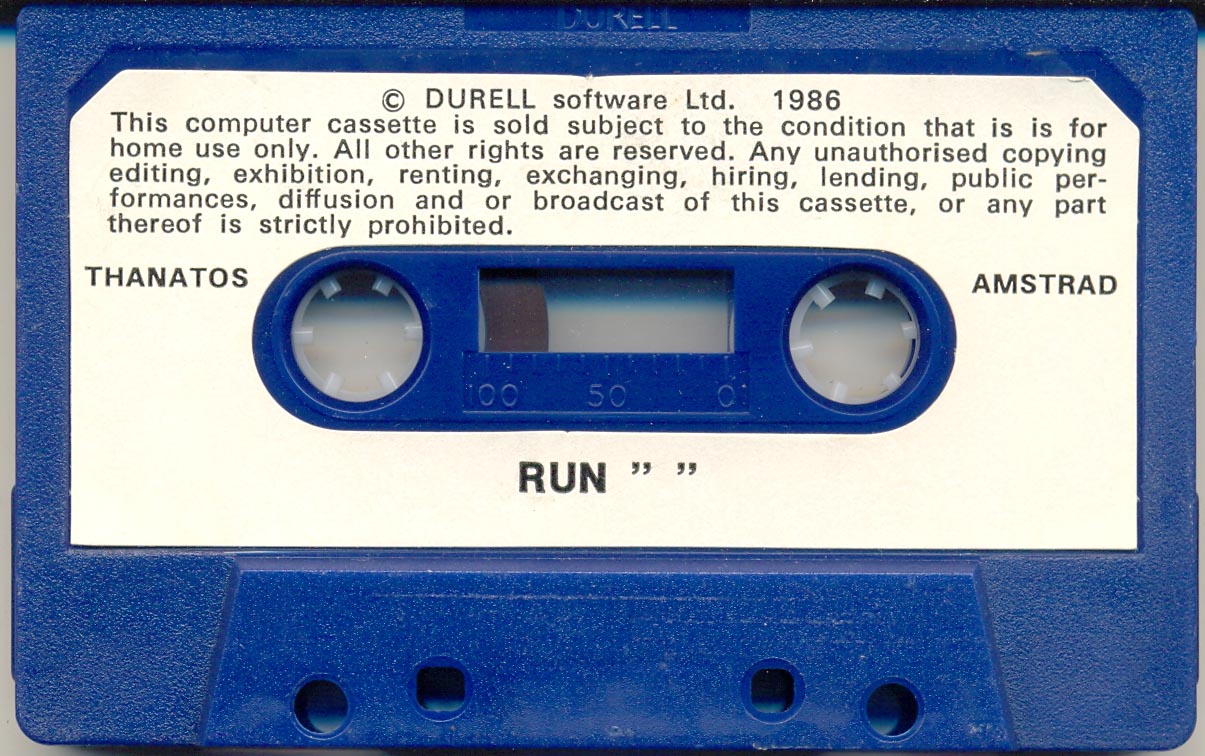 DURELL
© DURELL software Ltd. 1986
This computer cassette is sold subject to the condition that is is for
home use only. All other rights are reserved. Any unauthorised copying
editing, exhibition, renting, exchanging, hiring, lending, public per-
formances, diffusion and or broadcast of this cassette, or any part
thereof is strictly prohibited.
THANATOS AMSTRAD
100 50 0
RUN ” ”